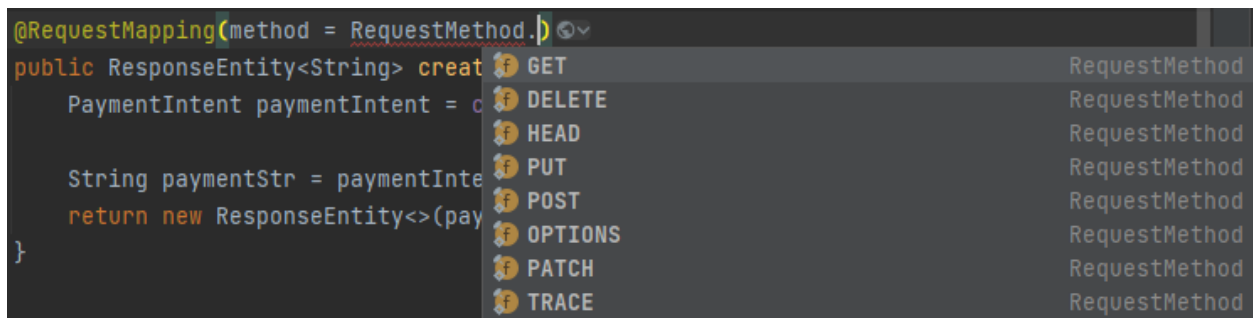 @RequestMapping(method = RequestMethod.)
public ResponseEntity<String> creat
GET RequestMethod
PaymentIntent paymentIntent = c
DELETE RequestMethod
HEAD RequestMethod
String paymentStr = paymentInte
PUT RequestMethod
return new ResponseEntity<>(pay
POST RequestMethod
}
OPTIONS RequestMethod
PATCH RequestMethod
TRACE RequestMethod